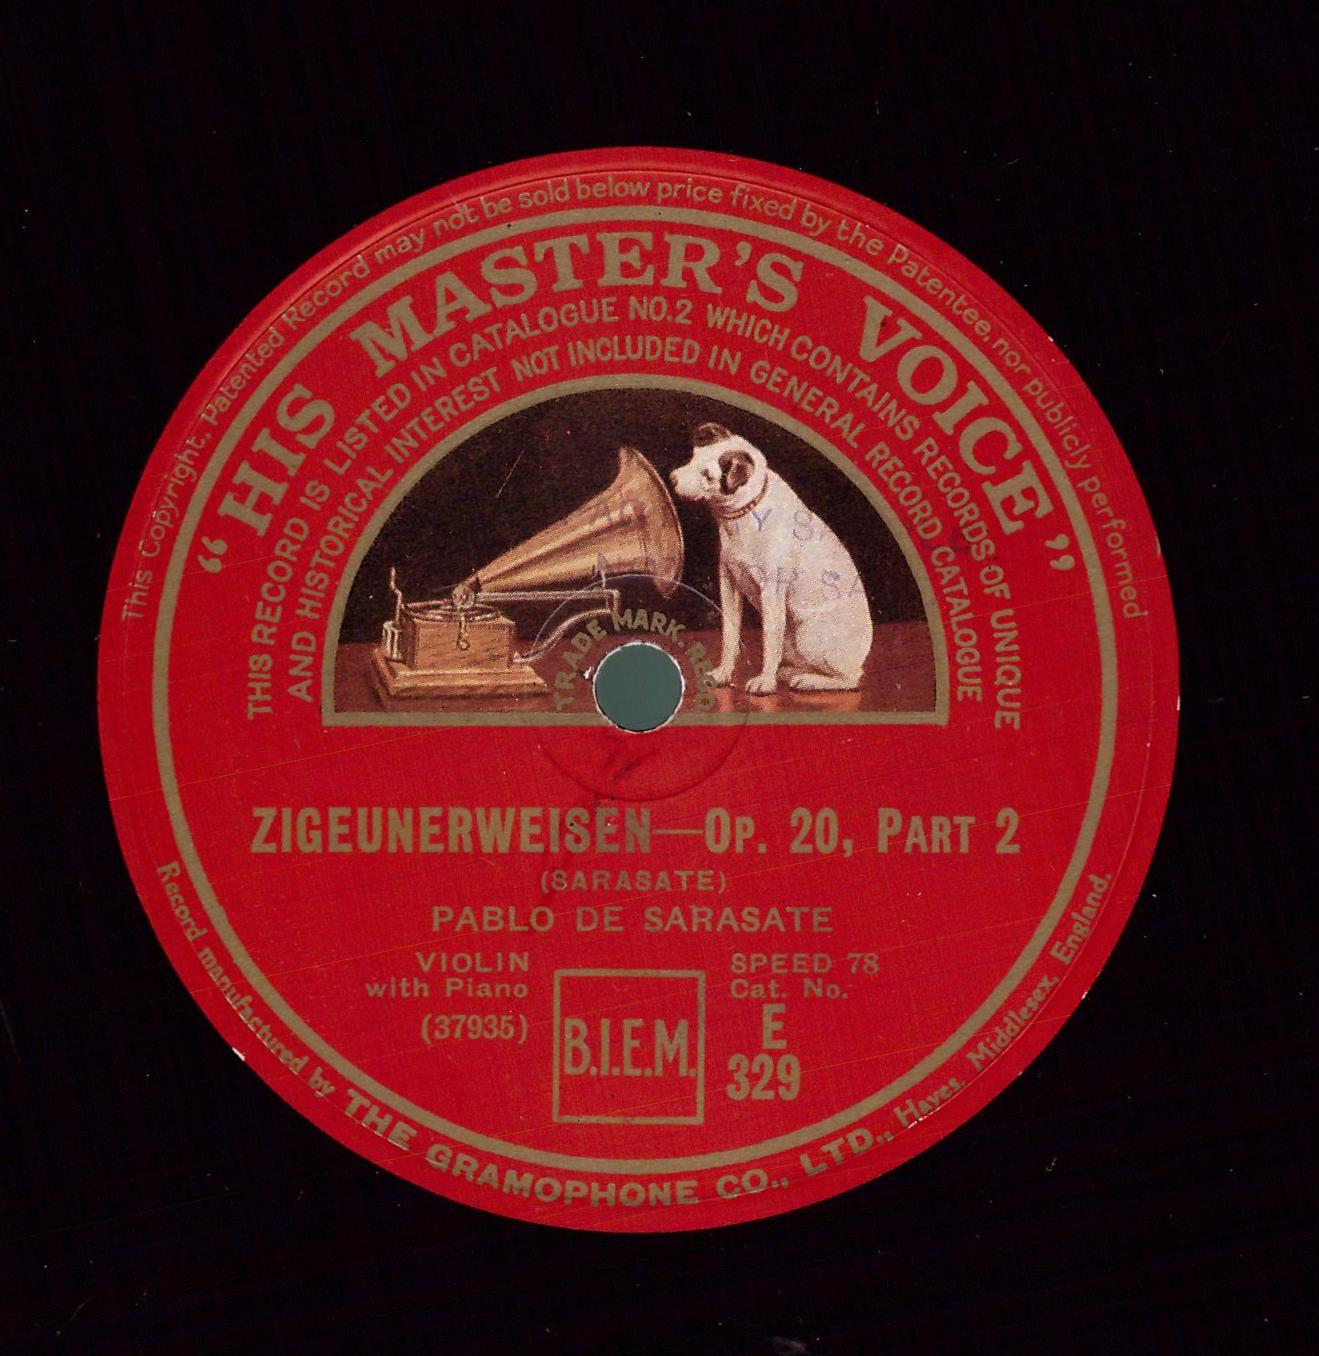 This Copyright, Patented Record may not be sold below price fixed by the Patentee, nor publicly performed
“HIS MASTER'S VOICE”
THIS RECORD IS LISTED IN CATALOGUE NO.2 WHICH CONTAINS RECORDS OF UNIQUE
AND HISTORICAL INTEREST NOT INCLUDED IN GENERAL RECORD CATALOGUE
TRADE MARK.
ZIGEUNERWEISEN—OP. 20, PART 2
(SARASATE)
PABLO DE SARASATE
VIOLIN
with Piano
(37935)
B.I.E.M.
SPEED 78
Cat. No.
E
329
Record manufactured by THE GRAMOPHONE CO., LTD., Hayes, Middlesex, England.